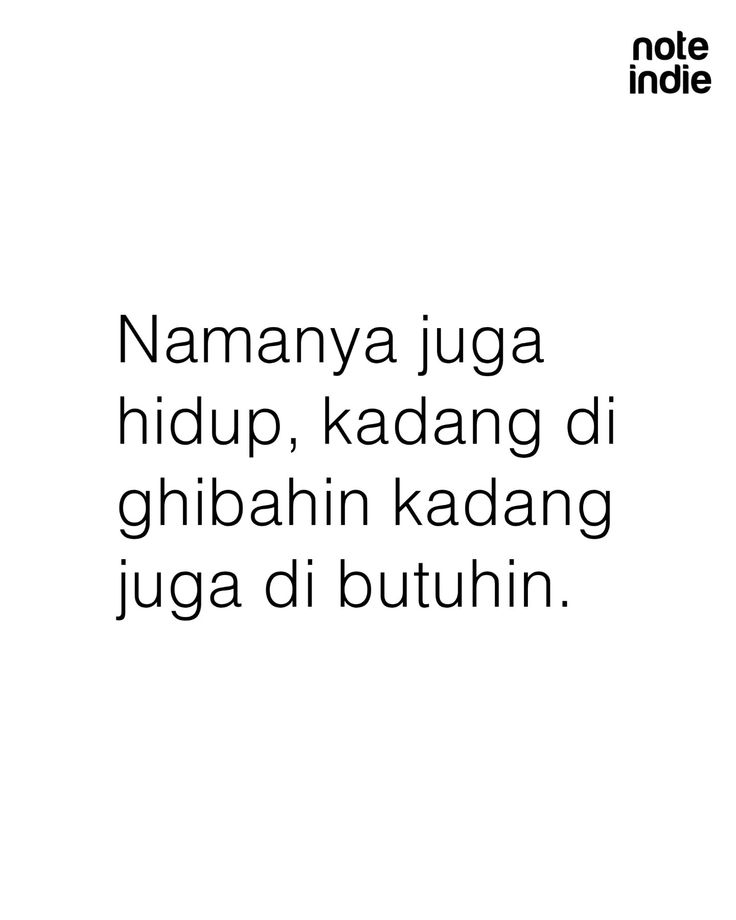 note
indie
Namanya juga
hidup, kadang di
ghibahin kadang
juga di butuhin.